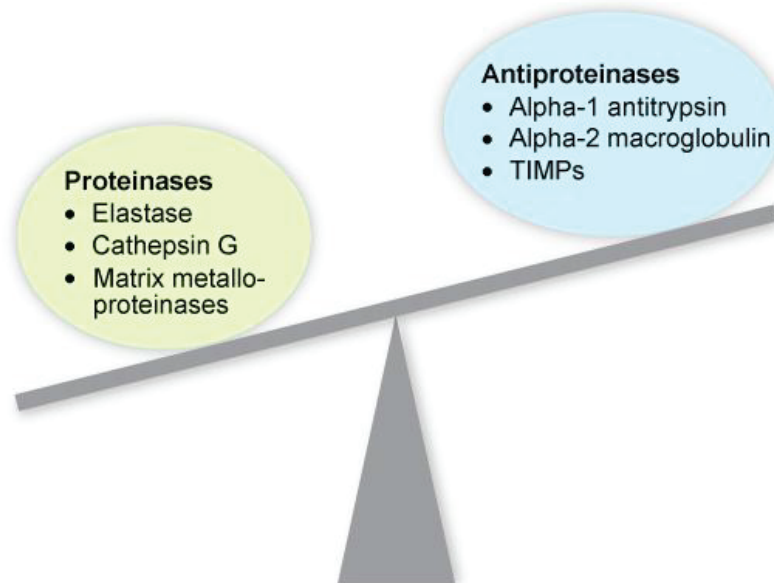 Proteinases
• Elastase
• Cathepsin G
• Matrix metallo-
proteinases
Antiproteinases
• Alpha-1 antitrypsin
• Alpha-2 macroglobulin
• TIMPs